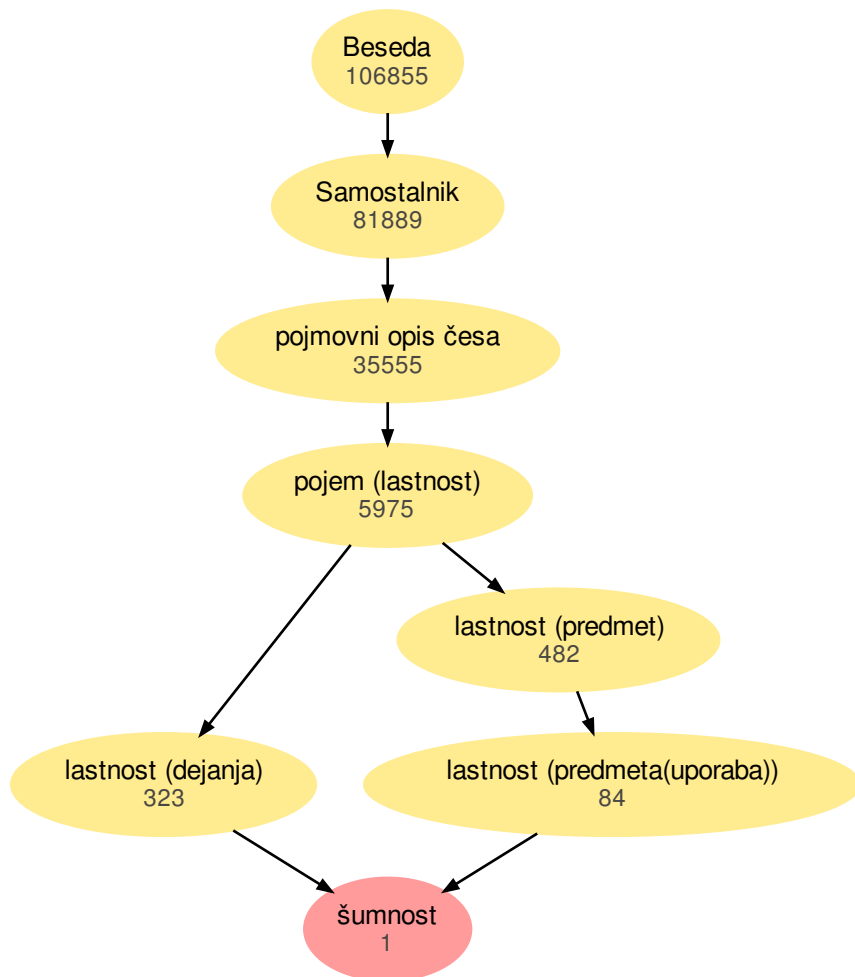 Beseda
106855
Samostalnik
81889
pojmovni opis česa
35555
pojem (lastnost)
5975
lastnost (predmet)
482
lastnost (dejanja)
323
lastnost (predmeta(uporaba))
84
šumnost
1